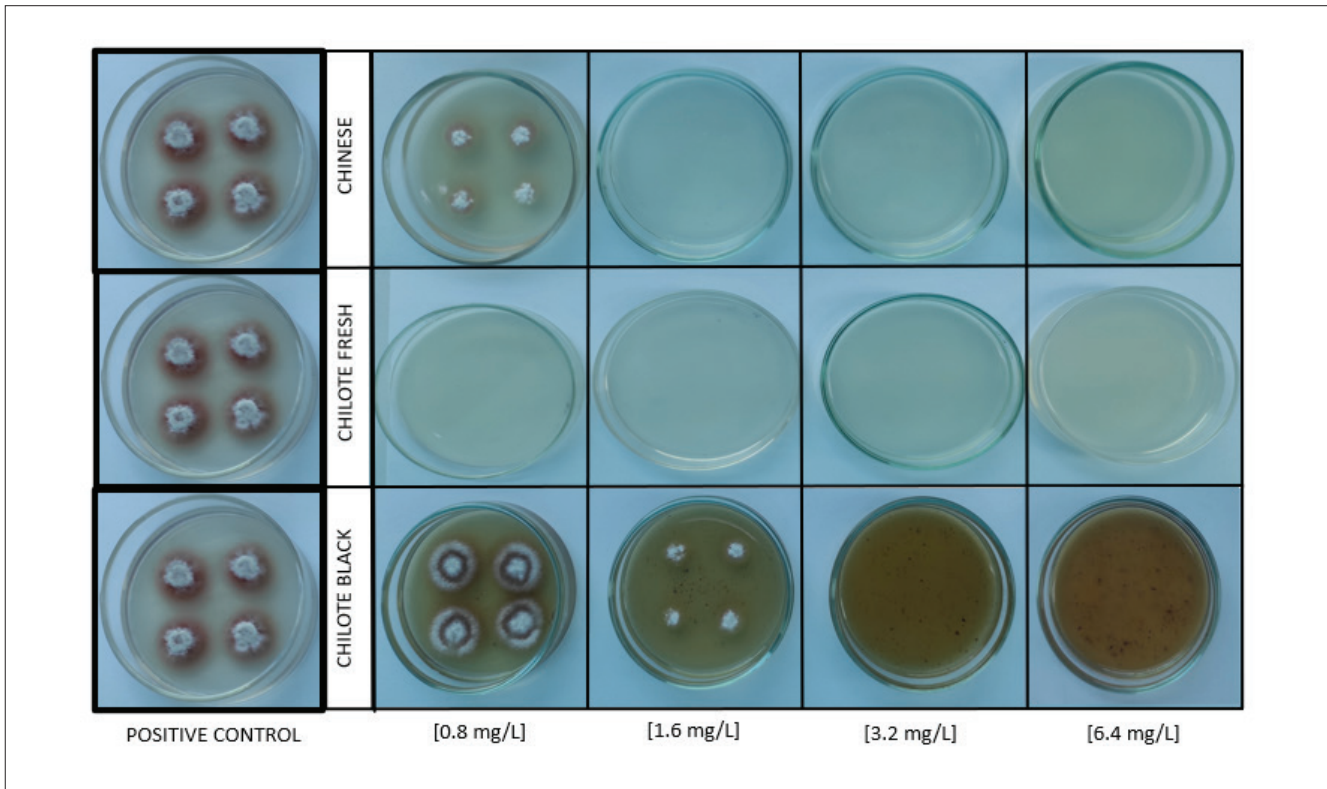 CHINESE
CHILOTE FRESH
CHILOTE BLACK
POSITIVE CONTROL
[0.8 mg/L]
[1.6 mg/L]
[3.2 mg/L]
[6.4 mg/L]